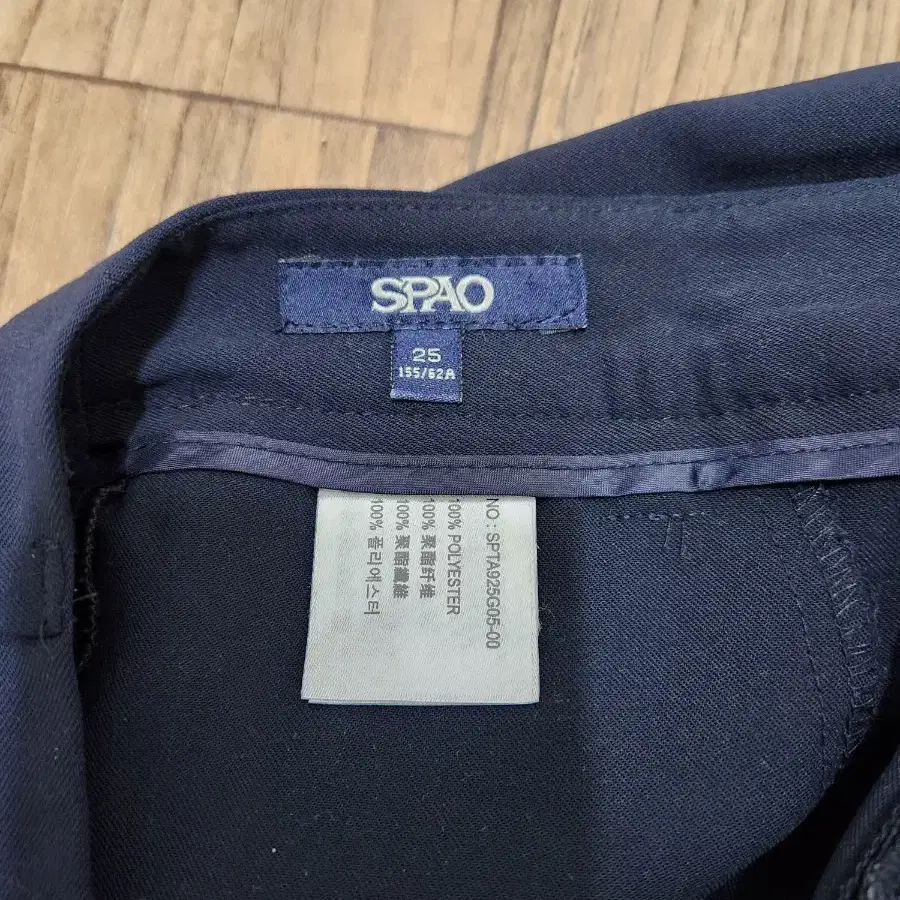 SPAO
25
155/62A
NO : SPTA925G05-00
100% POLYESTER
100% 聚酯纤维
100% 聚酯纖維
100% 폴리에스터